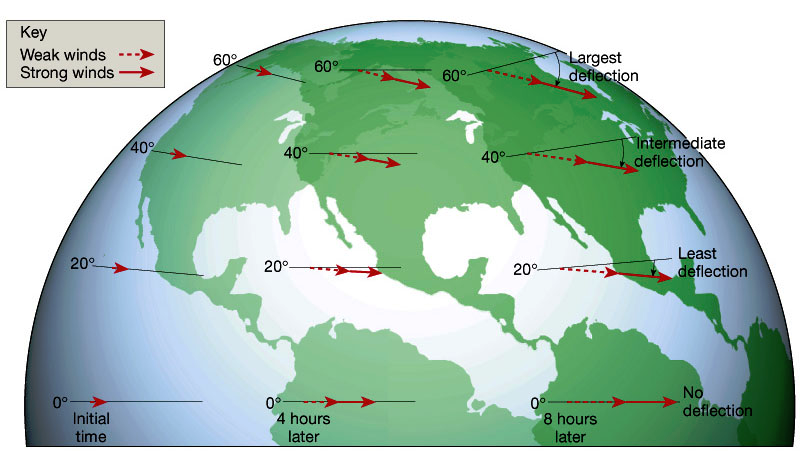 Key
Weak winds
Strong winds
60°
60°
60°
Largest
deflection
40°
40°
40°
Intermediate
deflection
20°
20°
20°
Least
deflection
0°
Initial
time
0°
4 hours
later
0°
8 hours
later
No
deflection